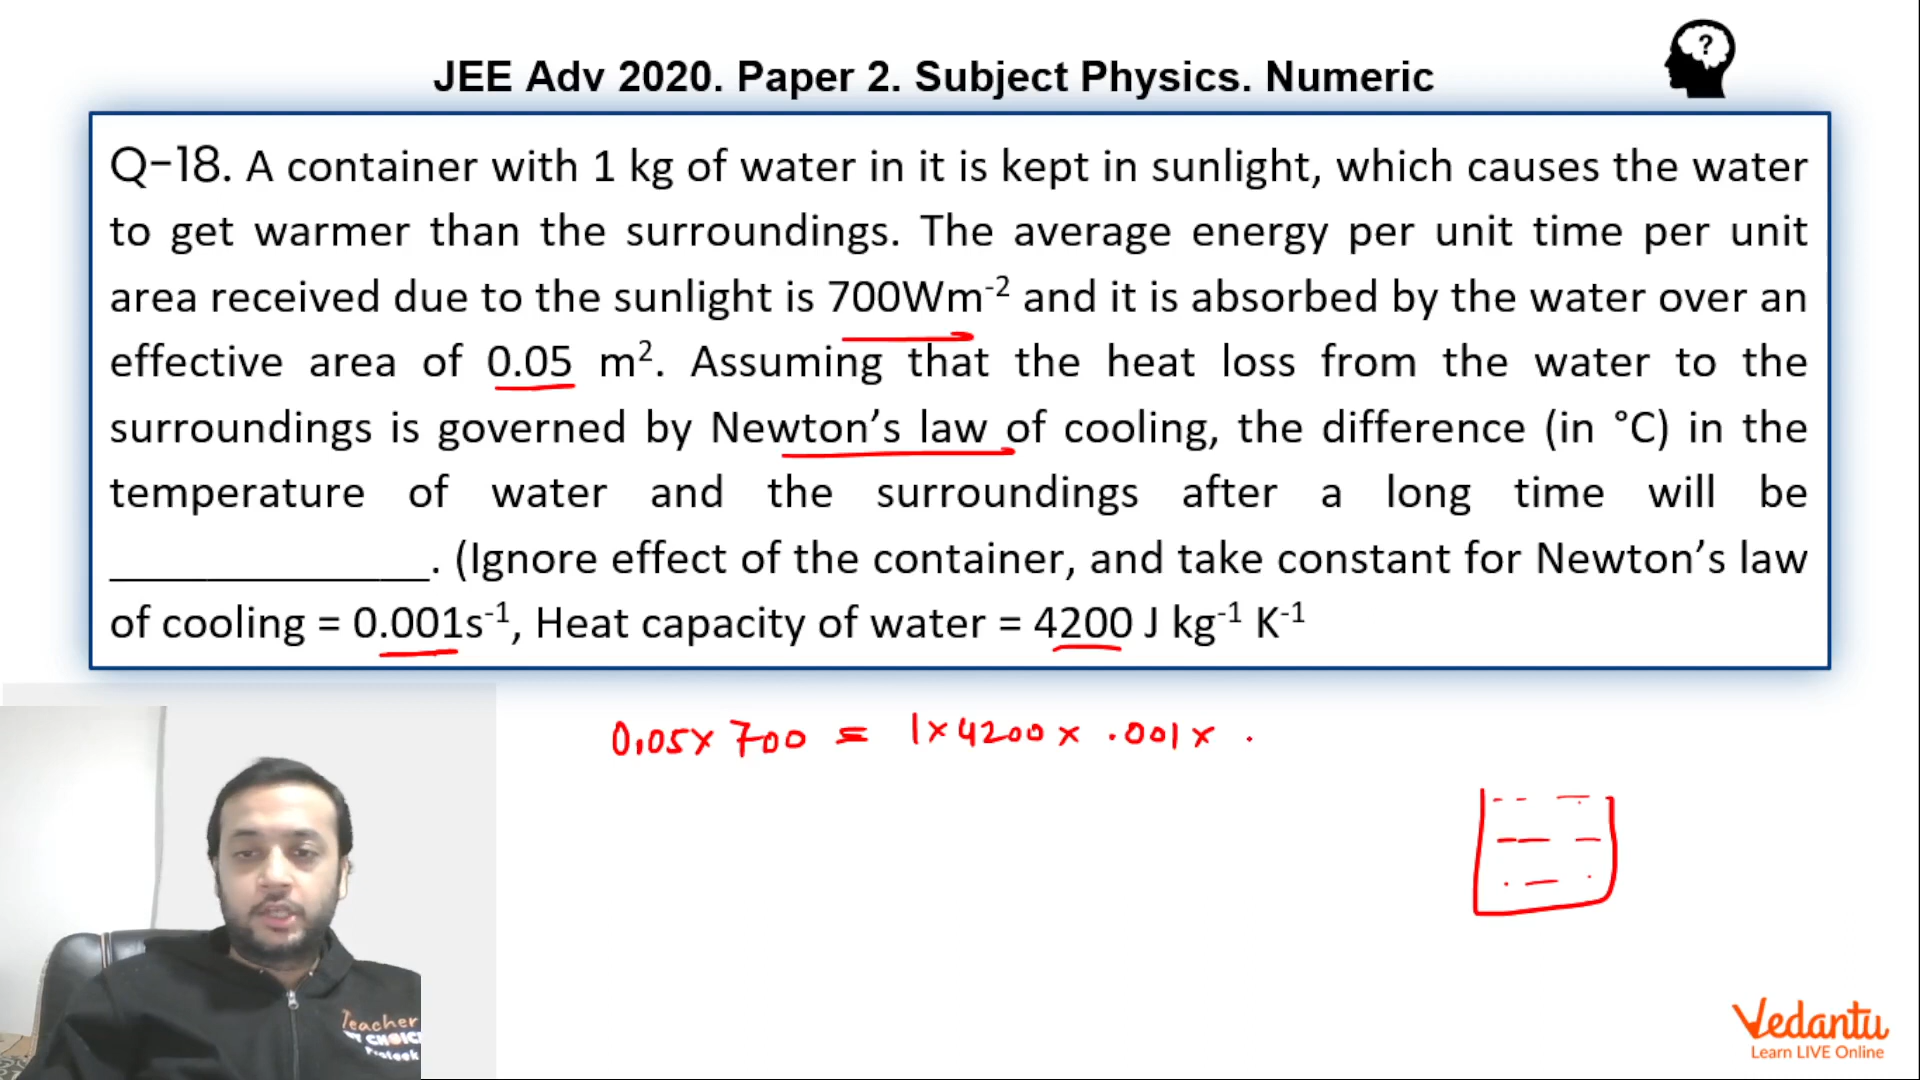 JEE Adv 2020. Paper 2. Subject Physics. Numeric
?
Q-18. A container with 1 kg of water in it is kept in sunlight, which causes the water
to get warmer than the surroundings. The average energy per unit time per unit
area received due to the sunlight is 700Wm⁻² and it is absorbed by the water over an
effective area of 0.05 m². Assuming that the heat loss from the water to the
surroundings is governed by Newton’s law of cooling, the difference (in °C) in the
temperature of water and the surroundings after a long time will be
______________. (Ignore effect of the container, and take constant for Newton’s law
of cooling = 0.001s⁻¹, Heat capacity of water = 4200 J kg⁻¹ K⁻¹
0.05 × 700 = 1 × 4200 × .001 ×
Teacher
MY CHOICE
Vedantu
Learn LIVE Online